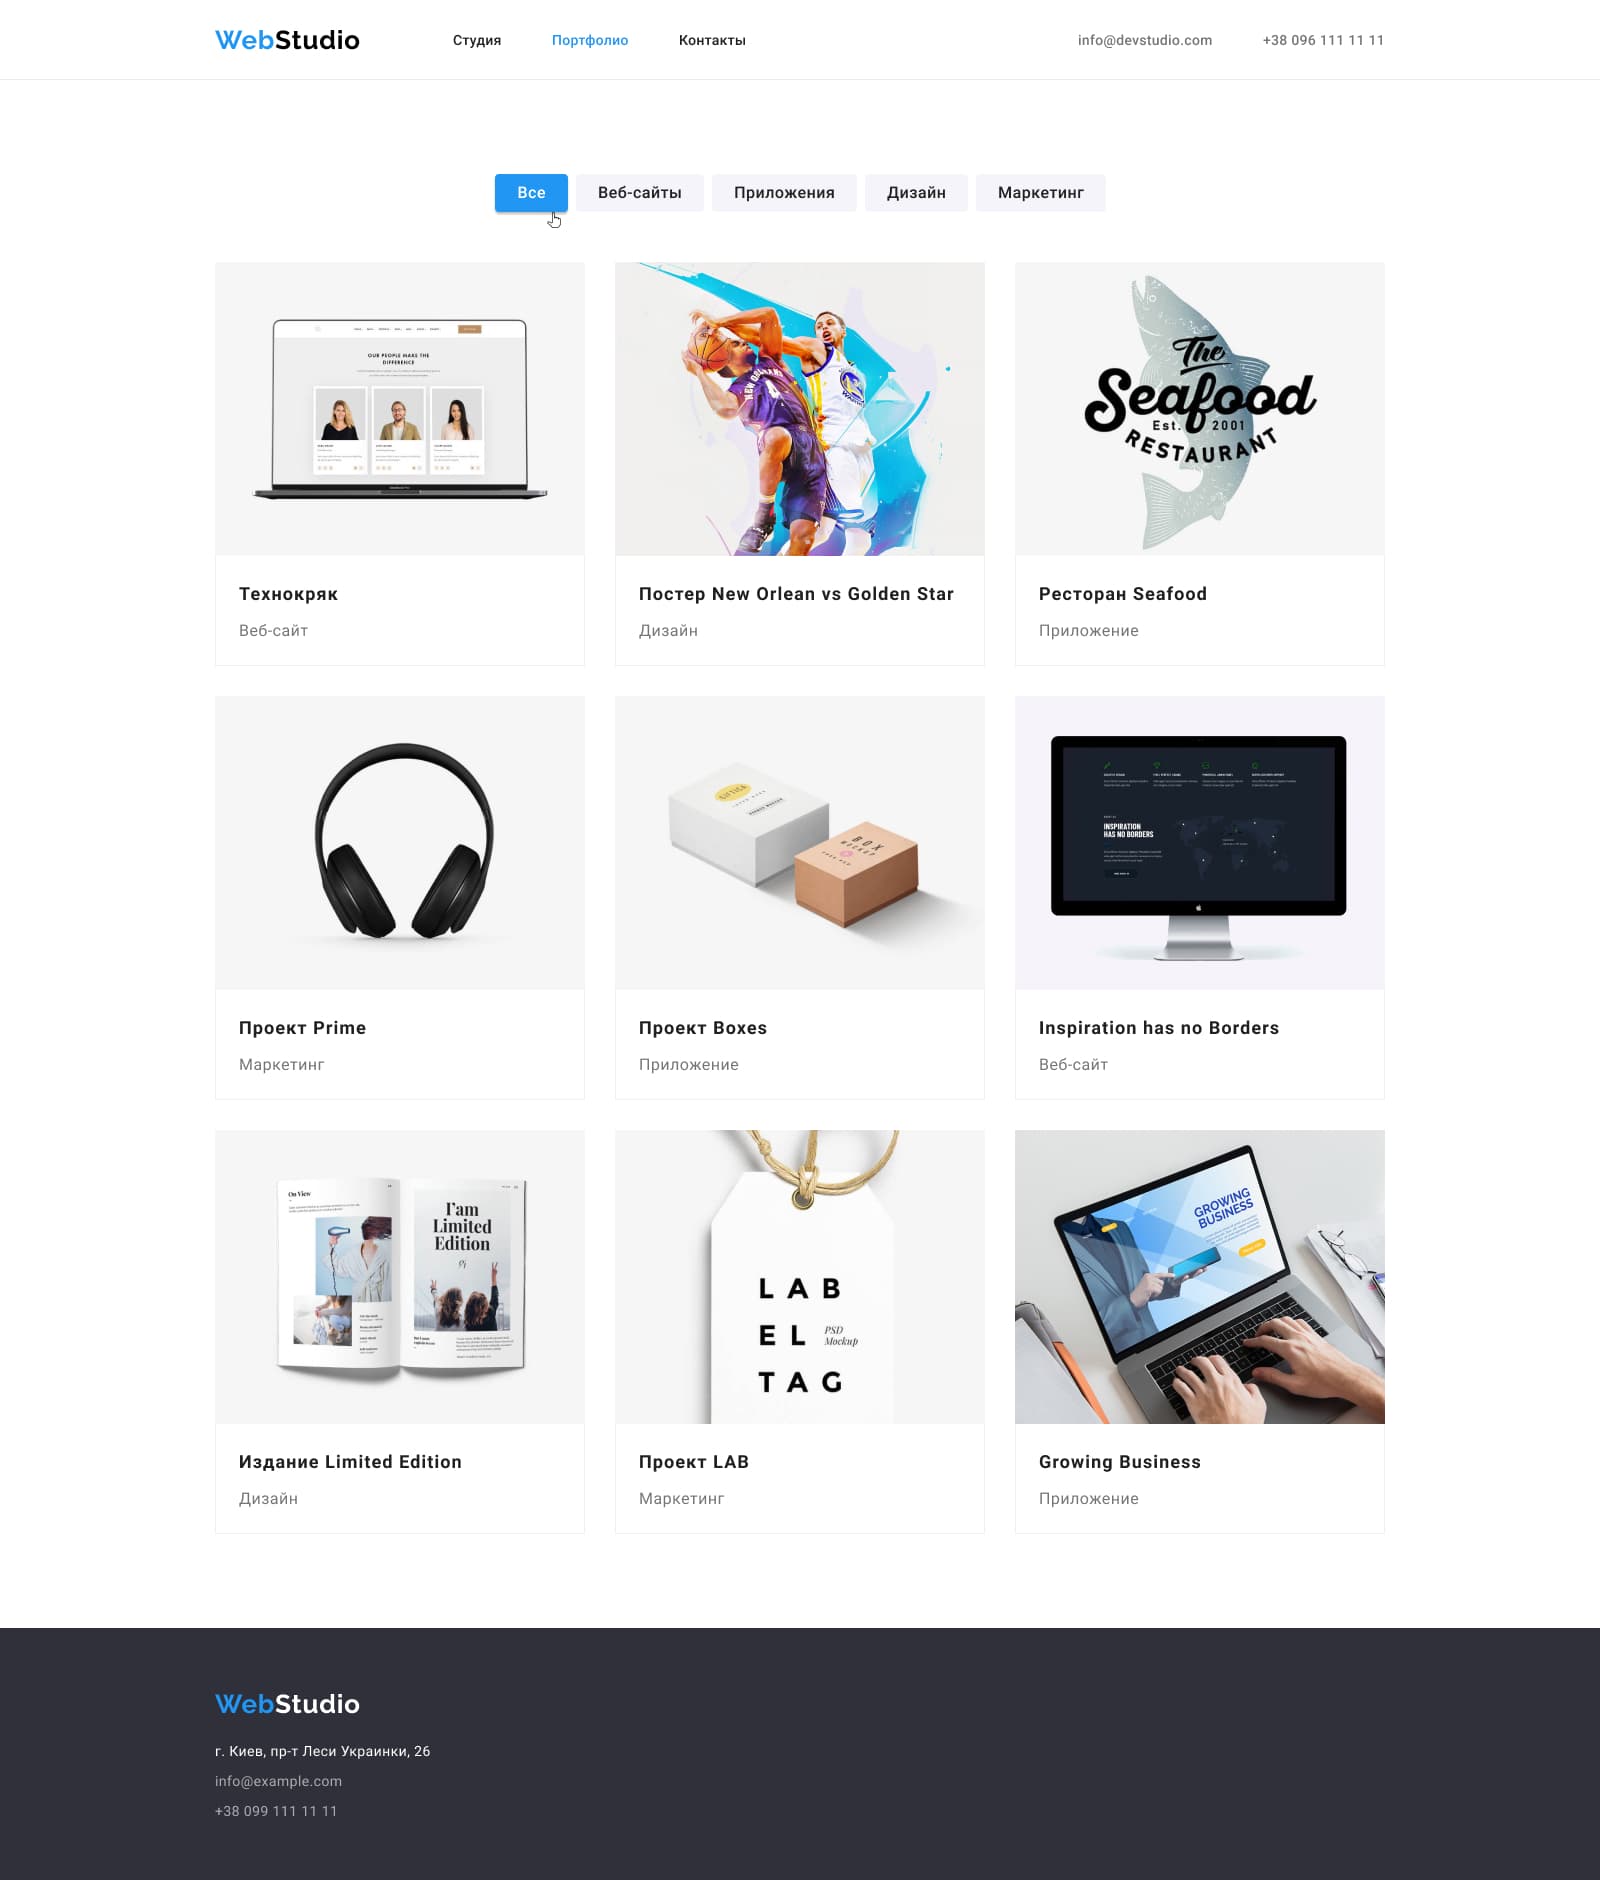 WebStudio
Студия
Портфолио
Контакты
info@devstudio.com
+38 096 111 11 11
Все
Веб-сайты
Приложения
Дизайн
Маркетинг
OUR PEOPLE MAKE THE
DIFFERENCE
NEW ORLEANS
4
The
Seafood
Est. 2001
RESTAURANT
Технокряк
Веб-сайт
Постер New Orlean vs Golden Star
Дизайн
Ресторан Seafood
Приложение
BOX
MOCKUP
INSPIRATION
HAS NO BORDERS
Проект Prime
Маркетинг
Проект Boxes
Приложение
Inspiration has no Borders
Веб-сайт
On View
I'am
Limited
Edition
LAB
EL
PSD
Mockup
TAG
GROWING
BUSINESS
Издание Limited Edition
Дизайн
Проект LAB
Маркетинг
Growing Business
Приложение
WebStudio
г. Киев, пр-т Леси Украинки, 26
info@example.com
+38 099 111 11 11